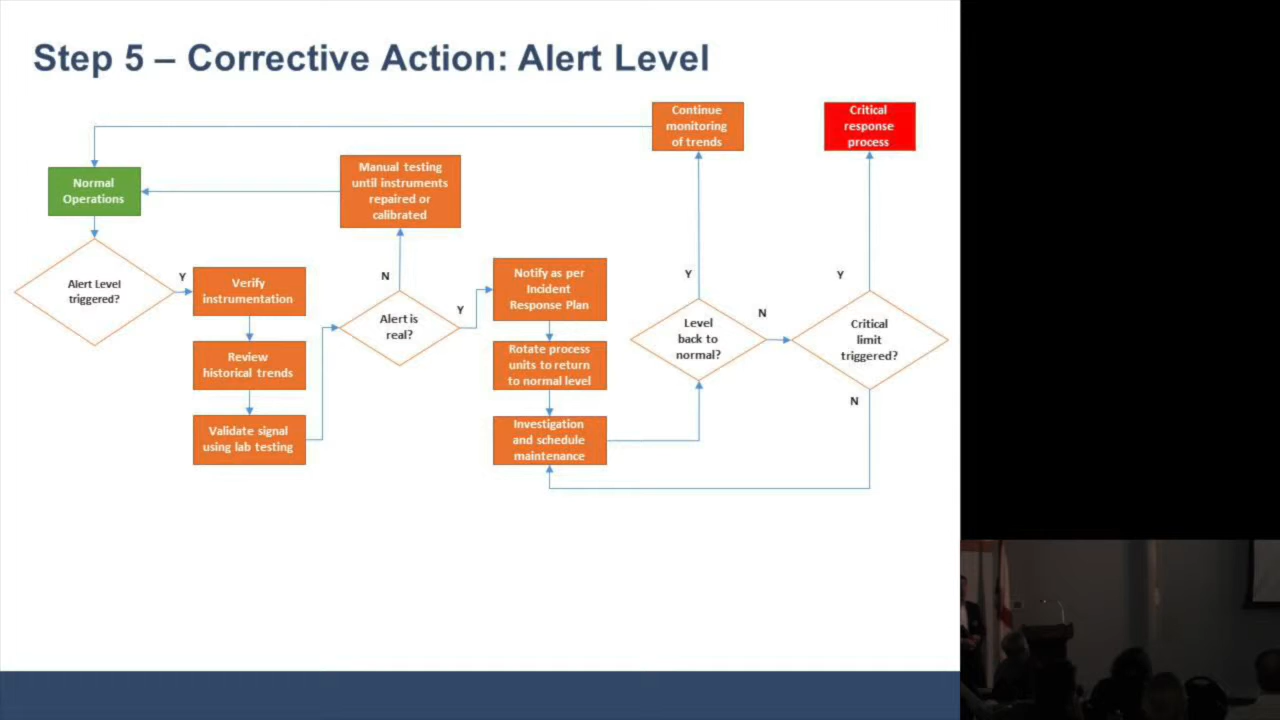 Step 5 – Corrective Action: Alert Level
Continue
monitoring
of trends
Critical
response
process
Normal
Operations
Manual testing
until instruments
repaired or
calibrated
Alert Level
triggered?
Y
Verify
instrumentation
Review
historical trends
Validate signal
using lab testing
N
Alert is
real?
Y
Notify as per
Incident
Response Plan
Rotate process
units to return
to normal level
Investigation
and schedule
maintenance
Y
Level
back to
normal?
N
Y
Critical
limit
triggered?
N